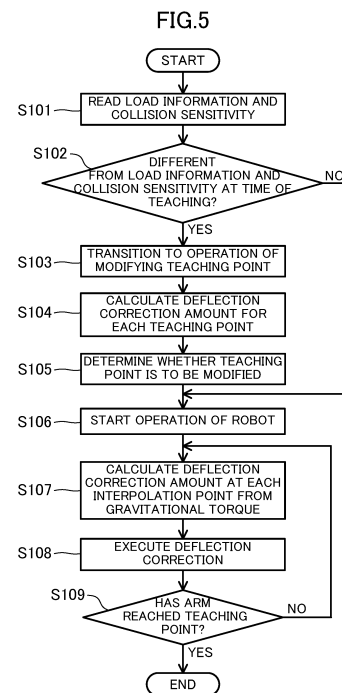 FIG.5
START
S101
READ LOAD INFORMATION AND
COLLISION SENSITIVITY
S102
DIFFERENT
FROM LOAD INFORMATION AND
COLLISION SENSITIVITY AT TIME OF
TEACHING?
NO
YES
S103
TRANSITION TO OPERATION OF
MODIFYING TEACHING POINT
S104
CALCULATE DEFLECTION
CORRECTION AMOUNT FOR
EACH TEACHING POINT
S105
DETERMINE WHETHER TEACHING
POINT IS TO BE MODIFIED
S106
START OPERATION OF ROBOT
S107
CALCULATE DEFLECTION
CORRECTION AMOUNT AT EACH
INTERPOLATION POINT FROM
GRAVITATIONAL TORQUE
S108
EXECUTE DEFLECTION
CORRECTION
S109
HAS ARM
REACHED TEACHING
POINT?
NO
YES
END